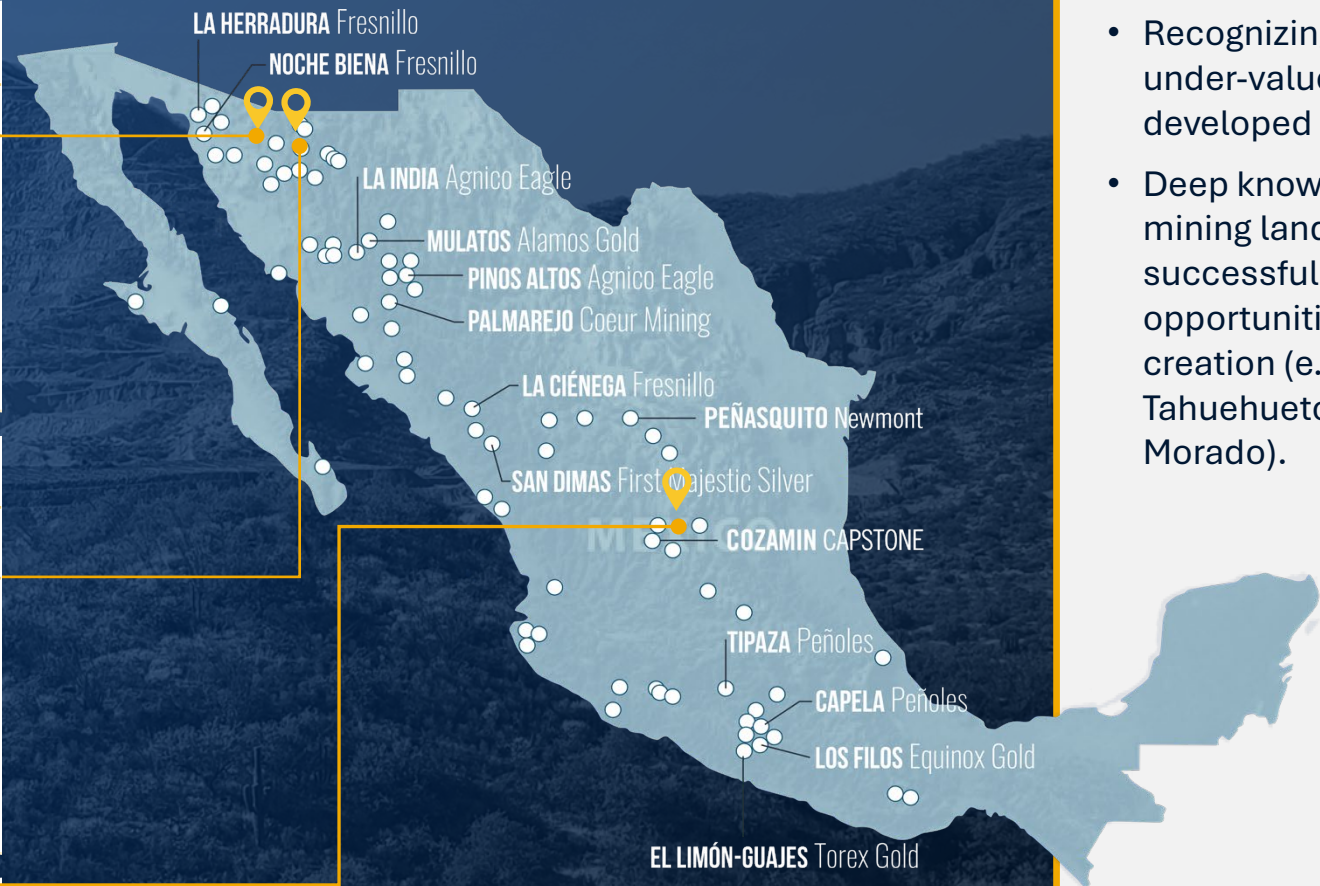 LA HERRADURA Fresnillo
NOCHE BIENA Fresnillo
LA INDIA Agnico Eagle
MULATOS Alamos Gold
PINOS ALTOS Agnico Eagle
PALMAREJO Coeur Mining
LA CIÉNEGA Fresnillo
PEÑASQUITO Newmont
SAN DIMAS First Majestic Silver
MEXICO
COZAMIN CAPSTONE
TIPAZA Peñoles
CAPELA Peñoles
LOS FILOS Equinox Gold
EL LIMÓN-GUAJES Torex Gold
• Recognizin
under-value
developed
• Deep know
mining land
successful
opportuniti
creation (e.
Tahuehueto
Morado).